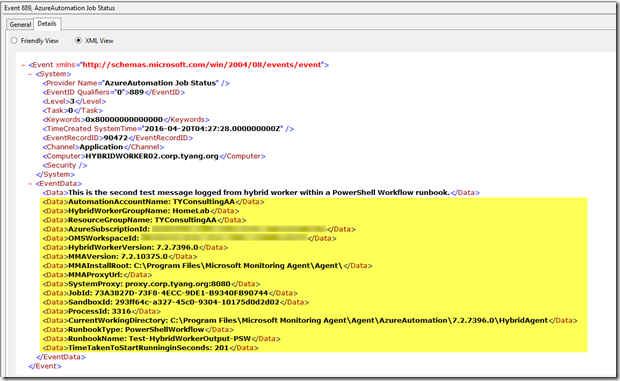 Event 889, AzureAutomation Job Status
General Details
Friendly View XML View
- <Event xmlns="http://schemas.microsoft.com/win/2004/08/events/event">
- <System>
<Provider Name="AzureAutomation Job Status" />
<EventID Qualifiers="0">889</EventID>
<Level>3</Level>
<Task>0</Task>
<Keywords>0x80000000000000</Keywords>
<TimeCreated SystemTime="2016-04-20T04:27:28.000000000Z" />
<EventRecordID>90472</EventRecordID>
<Channel>Application</Channel>
<Computer>HYBRIDWORKER02.corp.tyang.org</Computer>
<Security />
</System>
- <EventData>
<Data>This is the second test message logged from hybrid worker within a PowerShell Workflow runbook.</Data>
<Data>AutomationAccountName: TYConsultingAA</Data>
<Data>HybridWorkerGroupName: HomeLab</Data>
<Data>ResourceGroupName: TYConsultingAA</Data>
<Data>AzureSubscriptionId: </Data>
<Data>OMSWorkspaceId: </Data>
<Data>HybridWorkerVersion: 7.2.7396.0</Data>
<Data>MMAVersion: 7.2.10375.0</Data>
<Data>MMAInstallRoot: C:\Program Files\Microsoft Monitoring Agent\Agent\</Data>
<Data>MMAProxyUrl:</Data>
<Data>SystemProxy: proxy.corp.tyang.org:8080</Data>
<Data>JobId: 73A3827D-73F8-4ECC-9DE1-B9340FB90744</Data>
<Data>SandboxId: 293ff64c-a327-45c0-9304-10175d0d2d02</Data>
<Data>ProcessId: 3316</Data>
<Data>CurrentWorkingDirectory: C:\Program Files\Microsoft Monitoring Agent\Agent\AzureAutomation\7.2.7396.0\HybridAgent</Data>
<Data>RunbookType: PowerShellWorkflow</Data>
<Data>RunbookName: Test-HybridWorkerOutput-PSW</Data>
<Data>TimeTakenToStartRunninginSeconds: 201</Data>
</EventData>
</Event>